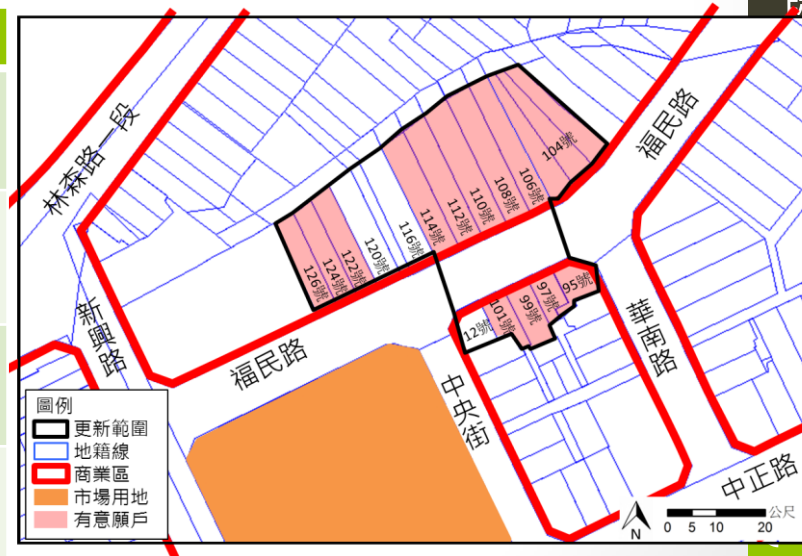 林森路一段
新興路
福民路
福民路
華南路
中央街
中正路
104號
106號
108號
110號
112號
114號
116號
120號
122號
124號
126號
95號
97號
99號
101號
12號
圖例
更新範圍
地籍線
商業區
市場用地
有意願戶
N
公尺
0 5 10 20